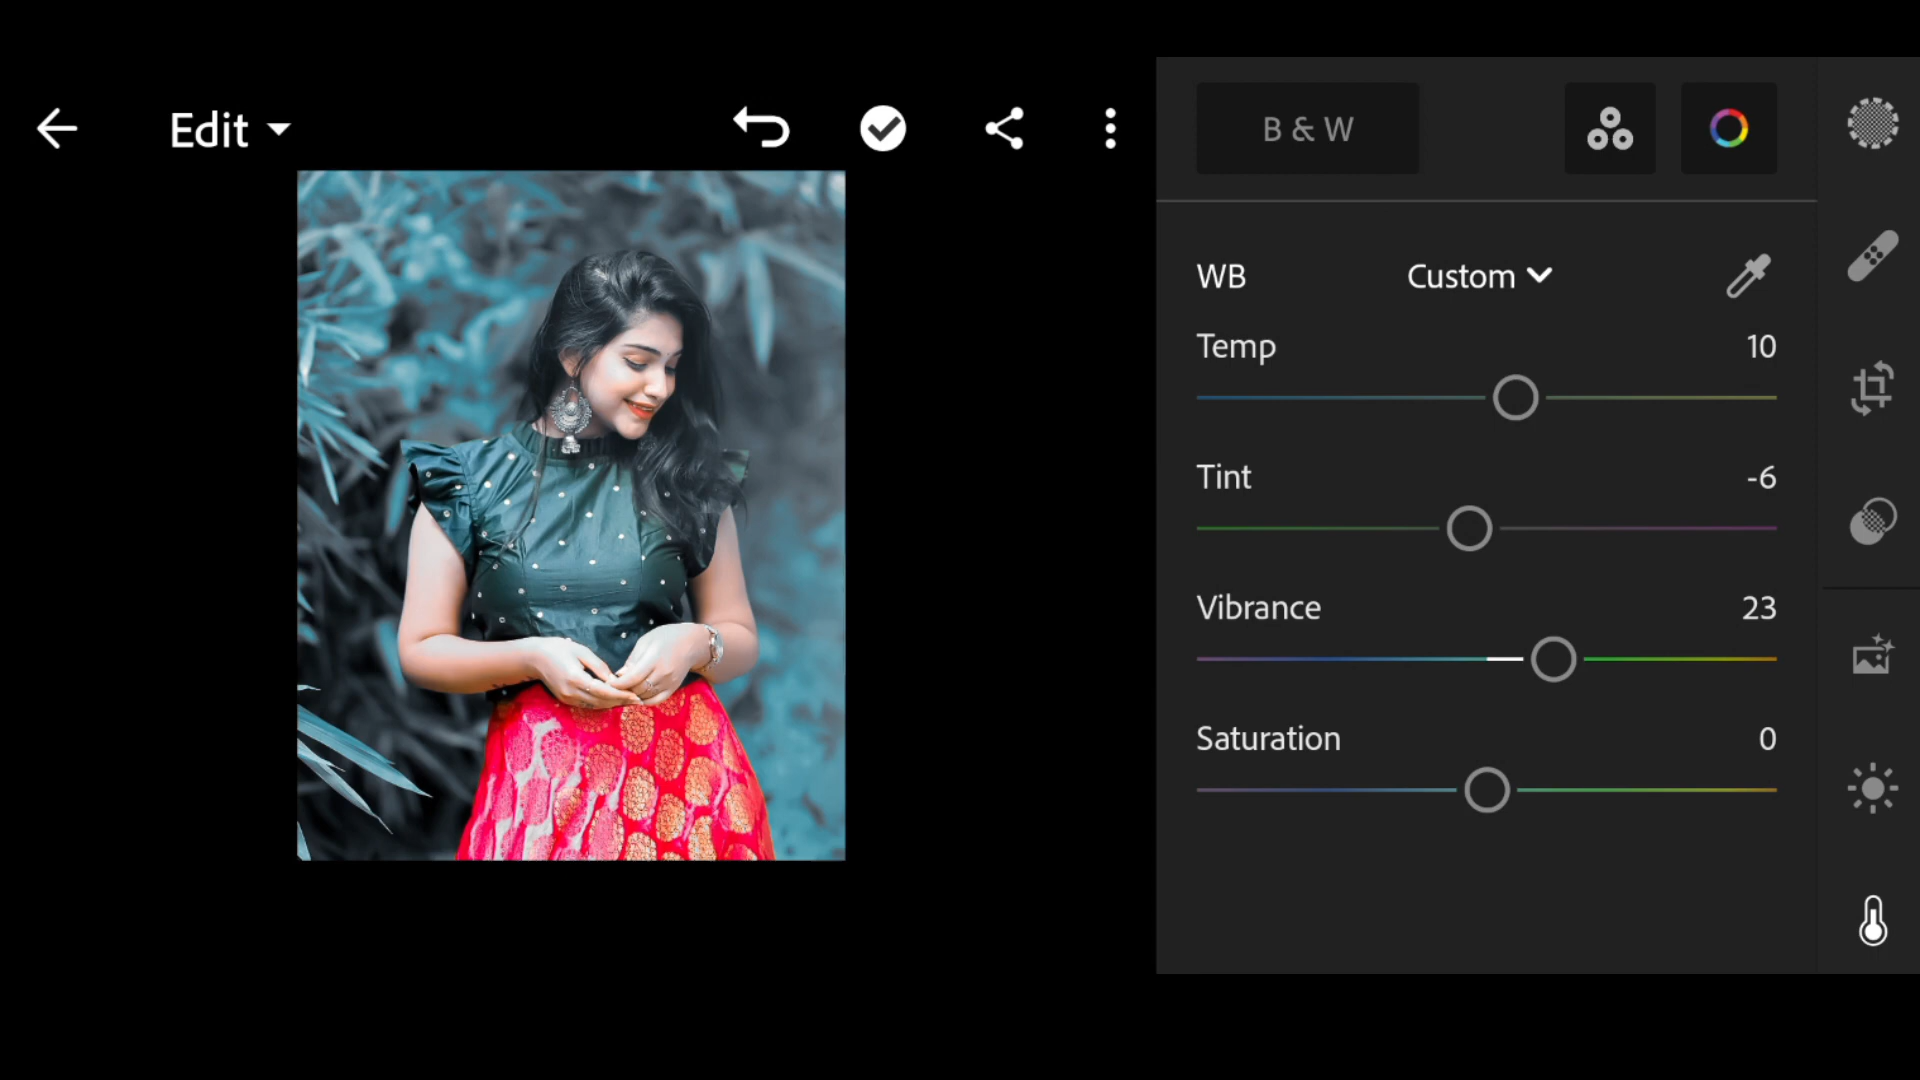 Edit
B & W
WB Custom
Temp 10
Tint -6
Vibrance 23
Saturation 0